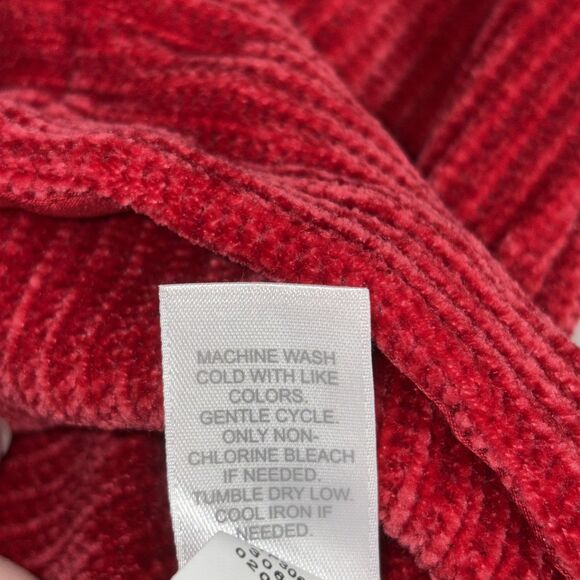 MACHINE WASH
COLD WITH LIKE
COLORS.
GENTLE CYCLE.
ONLY NON-
CHLORINE BLEACH
IF NEEDED.
TUMBLE DRY LOW.
COOL IRON IF
NEEDED.